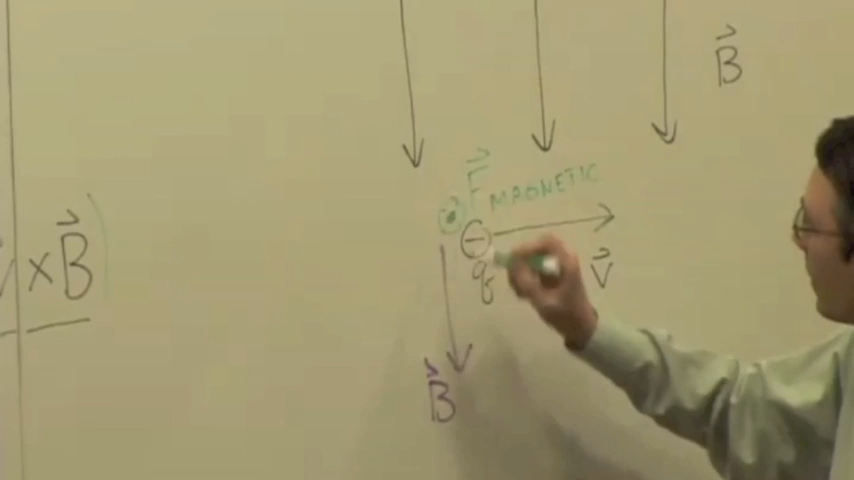 B⃗
F⃗ MAGNETIC
× B⃗)
−
q
v⃗
B⃗